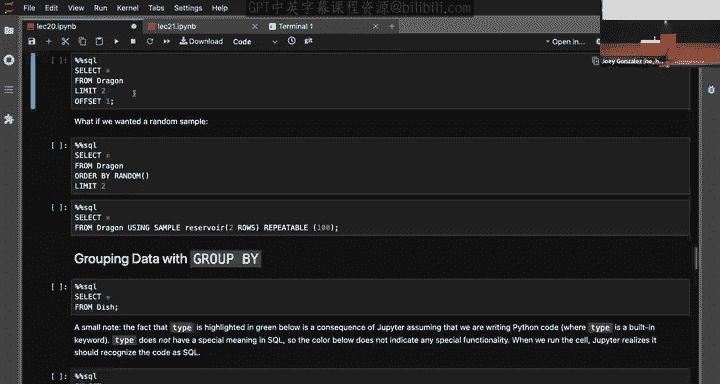 GPT中英字幕课程资源@bilibili.com
lec20.ipynb
lec21.ipynb
Terminal 1
File Edit View Run Kernel Tabs Settings Help
Download Code git Open in...
Joey Gonzalez
[ ]: %%sql
SELECT *
FROM Dragon
LIMIT 2
OFFSET 1;
What if we wanted a random sample:
[ ]: %%sql
SELECT *
FROM Dragon
ORDER BY RANDOM()
LIMIT 2
[ ]: %%sql
SELECT *
FROM Dragon USING SAMPLE reservoir(2 ROWS) REPEATABLE (100);
Grouping Data with GROUP BY
[ ]: %%sql
SELECT *
FROM Dish;
A small note: the fact that type is highlighted in green below is a consequence of Jupyter assuming that we are writing Python code (where type is a built-in
keyword). type does not have a special meaning in SQL, so the color below does not indicate any special functionality. When we run the cell, Jupyter realizes it
should recognize the code as SQL.
[ ]: %%sql